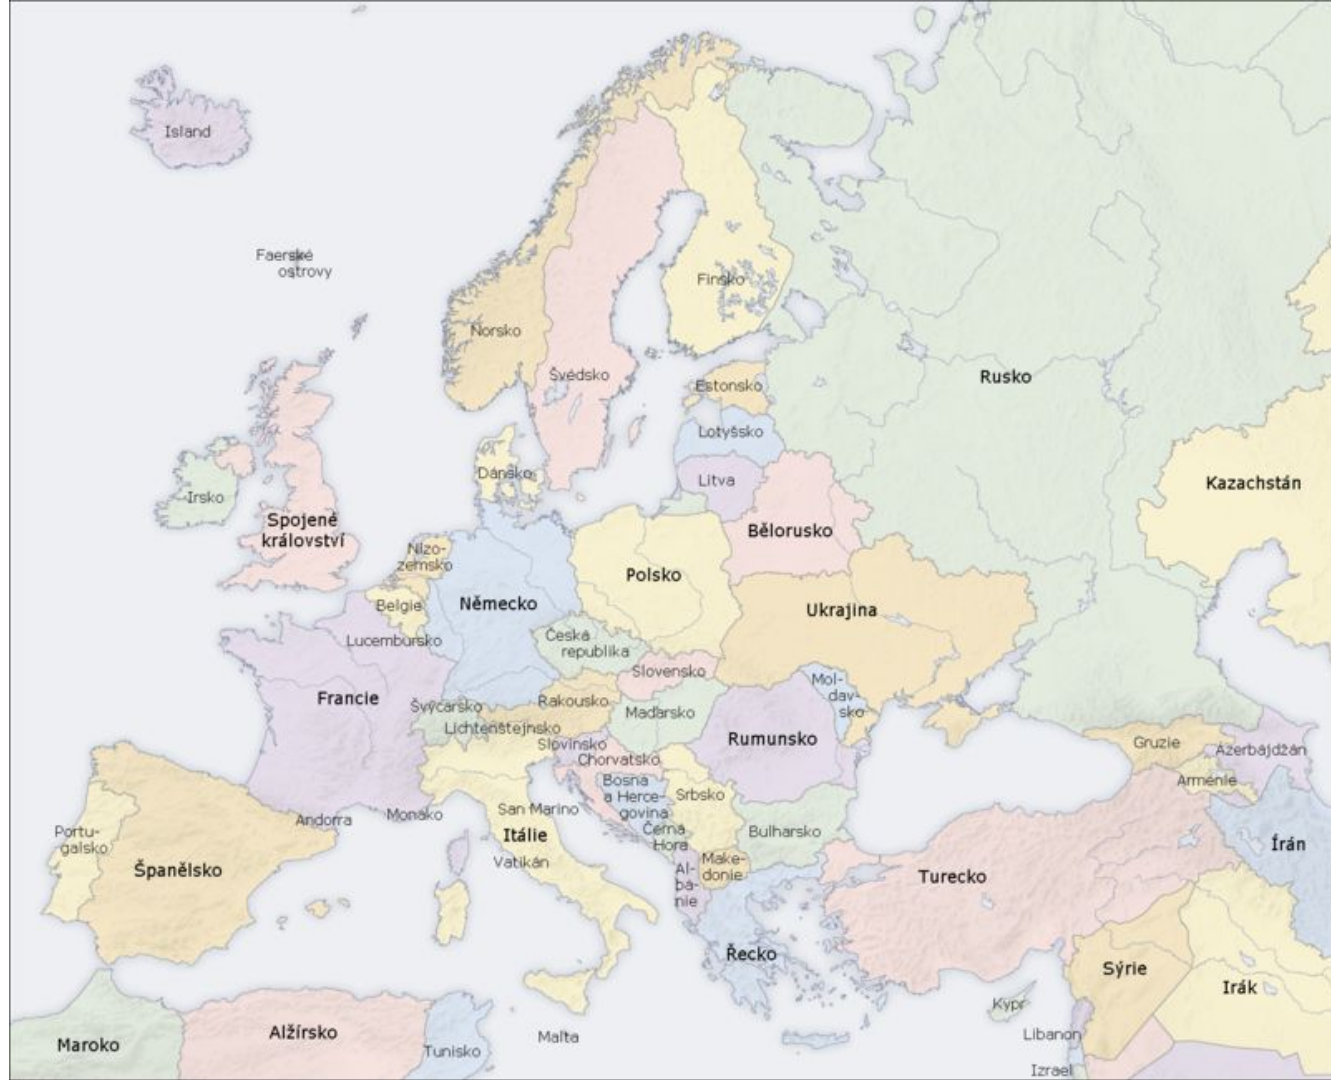 Island
Faerské
ostrovy
Norsko
Finsko
Švédsko
Rusko
Estonsko
Lotyšsko
Litva
Dánsko
Irsko
Spojené
království
Kazachstán
Bělorusko
Nizo-
zemsko
Polsko
Belgie
Německo
Ukrajina
Lucembursko
Česká
republika
Slovensko
Francie
Švýcarsko
Lichtenštejnsko
Rakousko
Maďarsko
Mol-
dav-
sko
Rumunsko
Slovinsko
Chorvatsko
Gruzie
Ázerbájdžán
Arménie
Bosna
a Herce-
govina
Srbsko
San Marino
Monako
Andorra
Itálie
Vatikán
Černá
Hora
Bulharsko
Portu-
galsko
Španělsko
Make-
donie
Al-
bá-
nie
Turecko
Írán
Řecko
Sýrie
Irák
Kypr
Libanon
Izrael
Malta
Maroko
Alžírsko
Tunisko